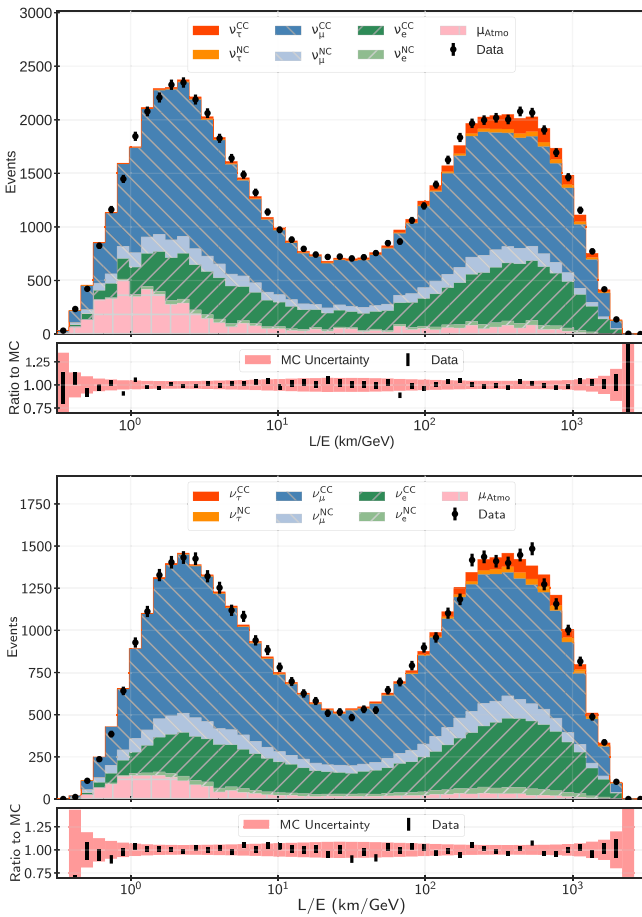 ν_τ^CC ν_μ^CC ν_e^CC μ_Atmo
ν_τ^NC ν_μ^NC ν_e^NC Data
3000
2500
2000
1500
1000
500
0
Events
MC Uncertainty Data
1.25
1.00
0.75
Ratio to MC
10^0 10^1 10^2 10^3
L/E (km/GeV)
ν_τ^CC ν_μ^CC ν_e^CC μ_Atmo
ν_τ^NC ν_μ^NC ν_e^NC Data
1750
1500
1250
1000
750
500
250
0
Events
MC Uncertainty Data
1.25
1.00
0.75
Ratio to MC
10^0 10^1 10^2 10^3
L/E (km/GeV)